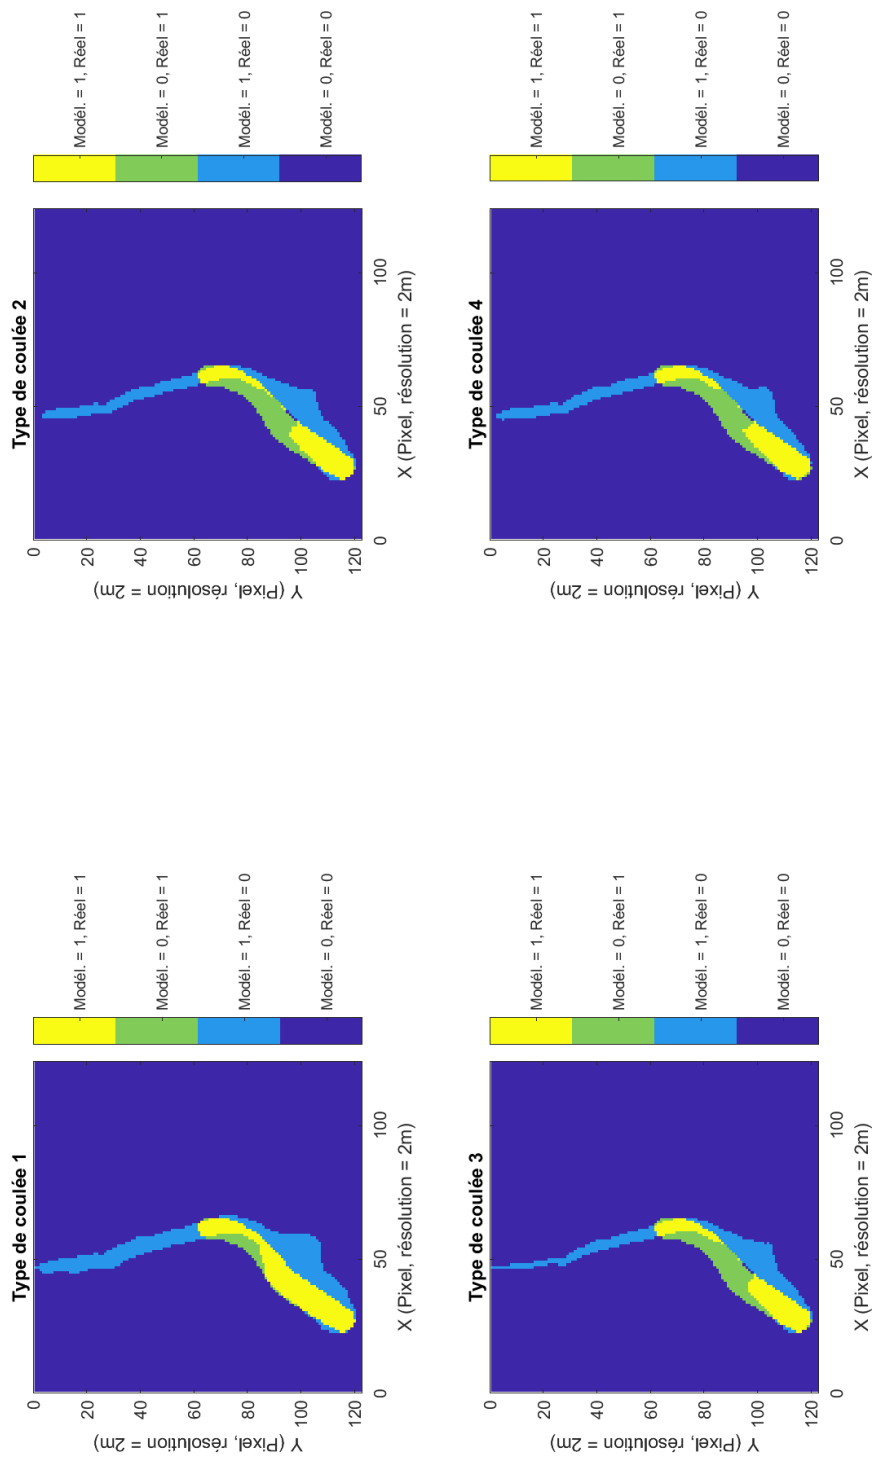 Type de coulée 1
Y (Pixel, résolution = 2m)
0
20
40
60
80
100
120
0 50 100
X (Pixel, résolution = 2m)
Modél. = 1, Réel = 1
Modél. = 0, Réel = 1
Modél. = 1, Réel = 0
Modél. = 0, Réel = 0
Type de coulée 2
Y (Pixel, résolution = 2m)
0
20
40
60
80
100
120
0 50 100
X (Pixel, résolution = 2m)
Modél. = 1, Réel = 1
Modél. = 0, Réel = 1
Modél. = 1, Réel = 0
Modél. = 0, Réel = 0
Type de coulée 3
Y (Pixel, résolution = 2m)
0
20
40
60
80
100
120
0 50 100
X (Pixel, résolution = 2m)
Modél. = 1, Réel = 1
Modél. = 0, Réel = 1
Modél. = 1, Réel = 0
Modél. = 0, Réel = 0
Type de coulée 4
Y (Pixel, résolution = 2m)
0
20
40
60
80
100
120
0 50 100
X (Pixel, résolution = 2m)
Modél. = 1, Réel = 1
Modél. = 0, Réel = 1
Modél. = 1, Réel = 0
Modél. = 0, Réel = 0